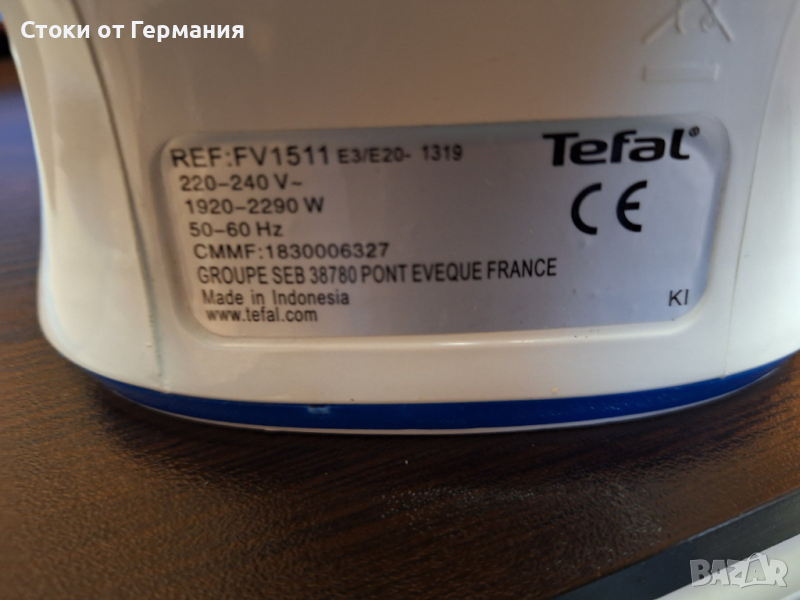 Стоки от Германия
REF:FV1511 E3/E20- 1319
Tefal®
220-240 V~
1920-2290 W
50-60 Hz
CE
CMMF:1830006327
GROUPE SEB 38780 PONT EVEQUE FRANCE
Made in Indonesia
KI
www.tefal.com
BAZAR